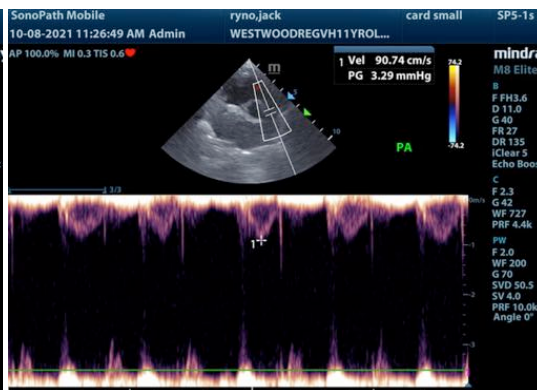 SonoPath Mobile ryno,jack card small SP5-1s
10-08-2021 11:26:49 AM Admin WESTWOODREGVH11YROL...
AP 100.0% MI 0.3 TIS 0.6
mindra
M8 Elite
1 Vel 90.74 cm/s
PG 3.29 mmHg
74.2
-74.2
m
5
10
PA
B
F FH3.6
D 11.0
G 40
FR 27
DR 135
iClear 5
Echo Boos
C
F 2.3
G 42
WF 727
PRF 4.4k
PW
F 2.0
WF 200
G 70
SVD 50.5
SV 4.0
PRF 10.0k
Angle 0°
3/3
0m/s
-1
-2
-3
1